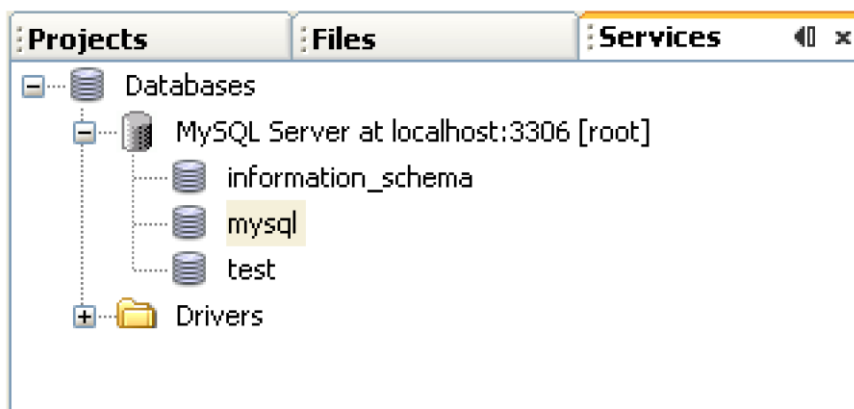 Projects Files Services
Databases
MySQL Server at localhost:3306 [root]
information_schema
mysql
test
Drivers